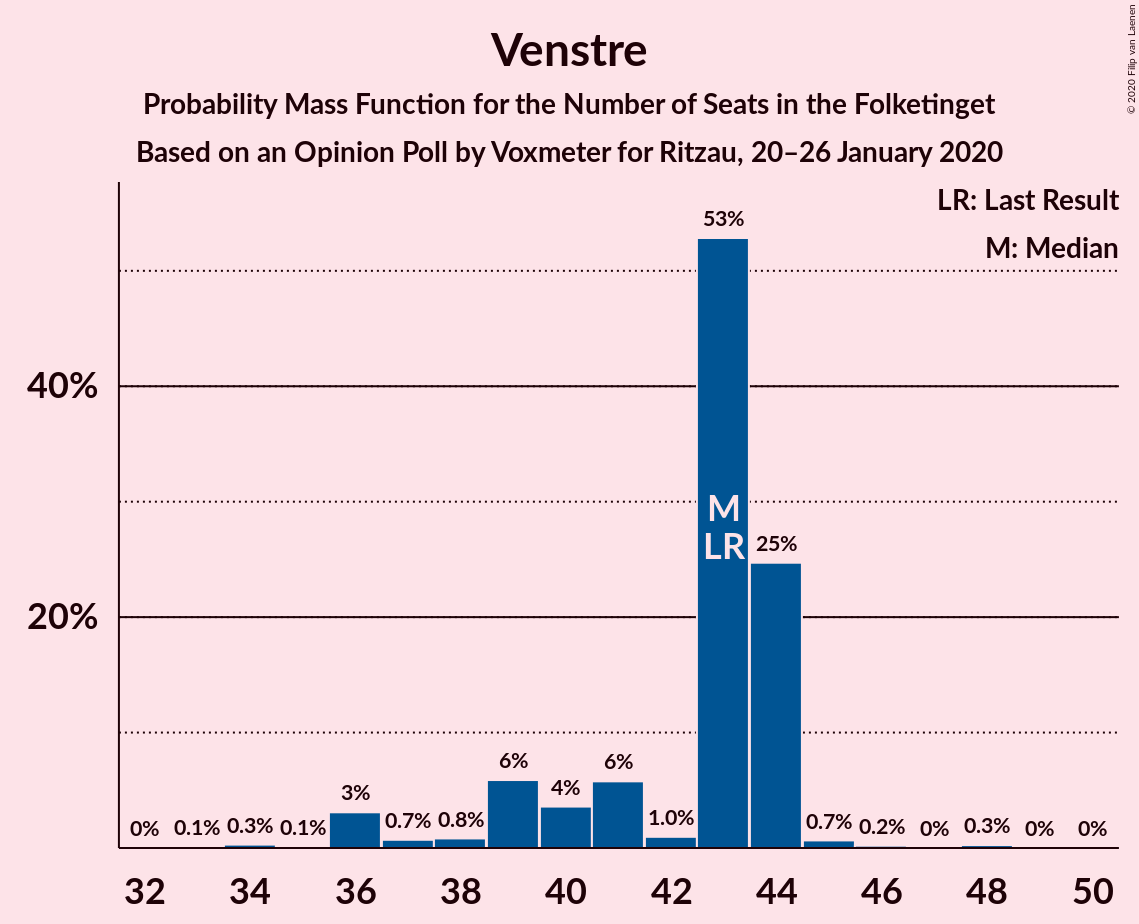 Venstre
Probability Mass Function for the Number of Seats in the Folketinget
Based on an Opinion Poll by Voxmeter for Ritzau, 20–26 January 2020
© 2020 Filip van Laenen
LR: Last Result
M: Median
53%
40%
M
LR
25%
20%
0% 0.1% 0.3% 0.1% 3% 0.7% 0.8% 6% 4% 6% 1.0% 0.7% 0.2% 0% 0.3% 0% 0%
32 34 36 38 40 42 44 46 48 50